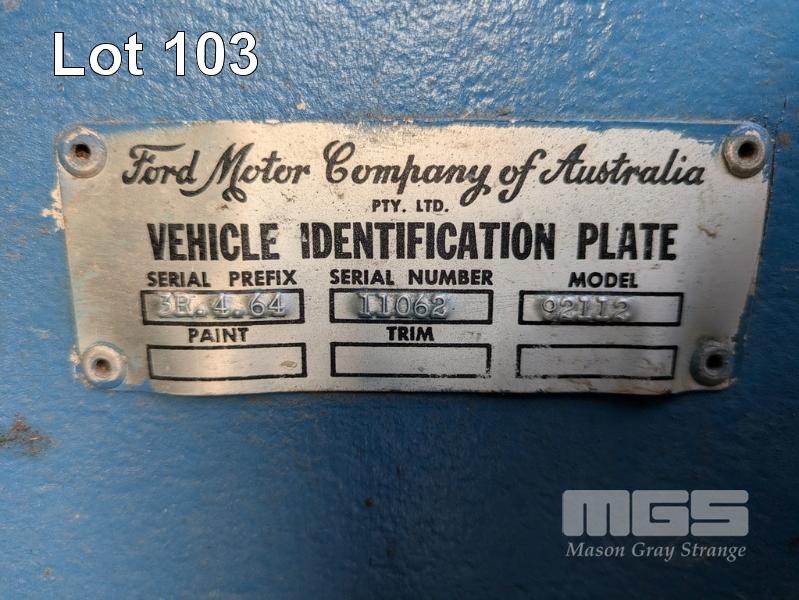 Lot 103
Ford Motor Company of Australia
PTY. LTD.
VEHICLE IDENTIFICATION PLATE
SERIAL PREFIX SERIAL NUMBER MODEL
3R.4.64 11062 92112
PAINT TRIM
MGS
Mason Gray Strange